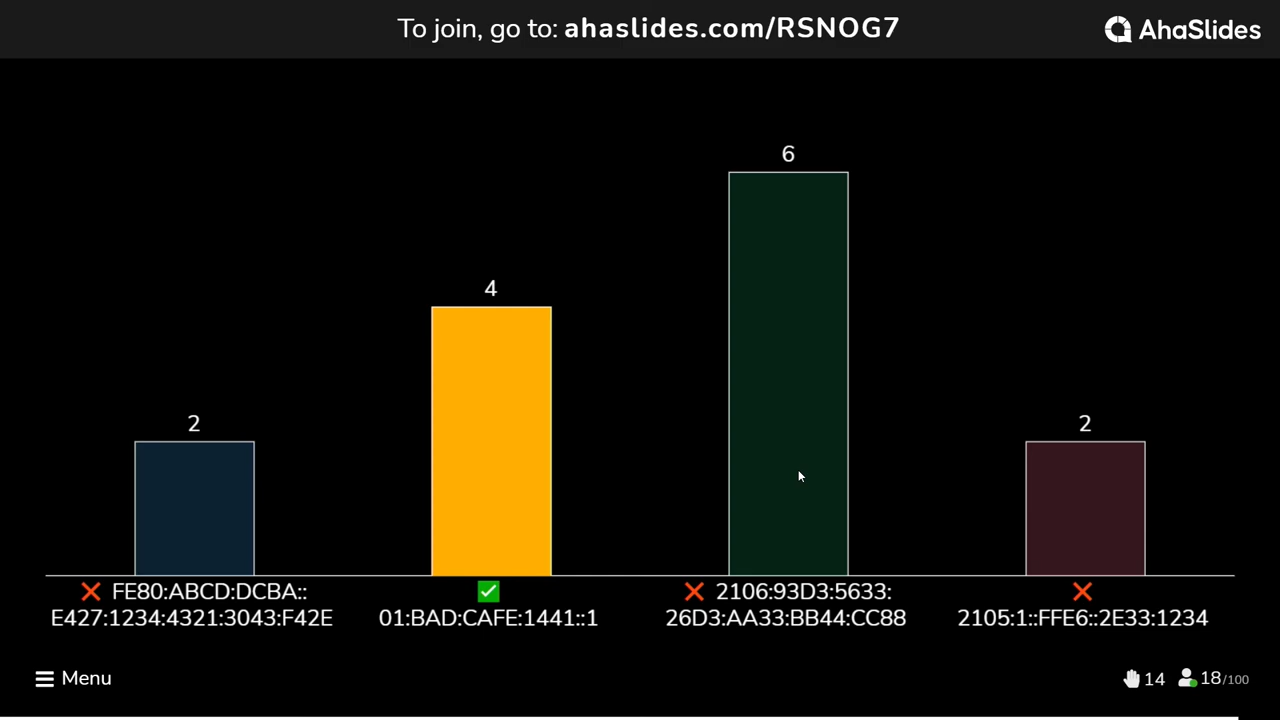 To join, go to: ahaslides.com/RSNOG7
AhaSlides
2
4
6
2
FE80:ABCD:DCBA::
E427:1234:4321:3043:F42E
01:BAD:CAFE:1441::1
2106:93D3:5633:
26D3:AA33:BB44:CC88
2105:1::FFE6::2E33:1234
Menu
14
18/100